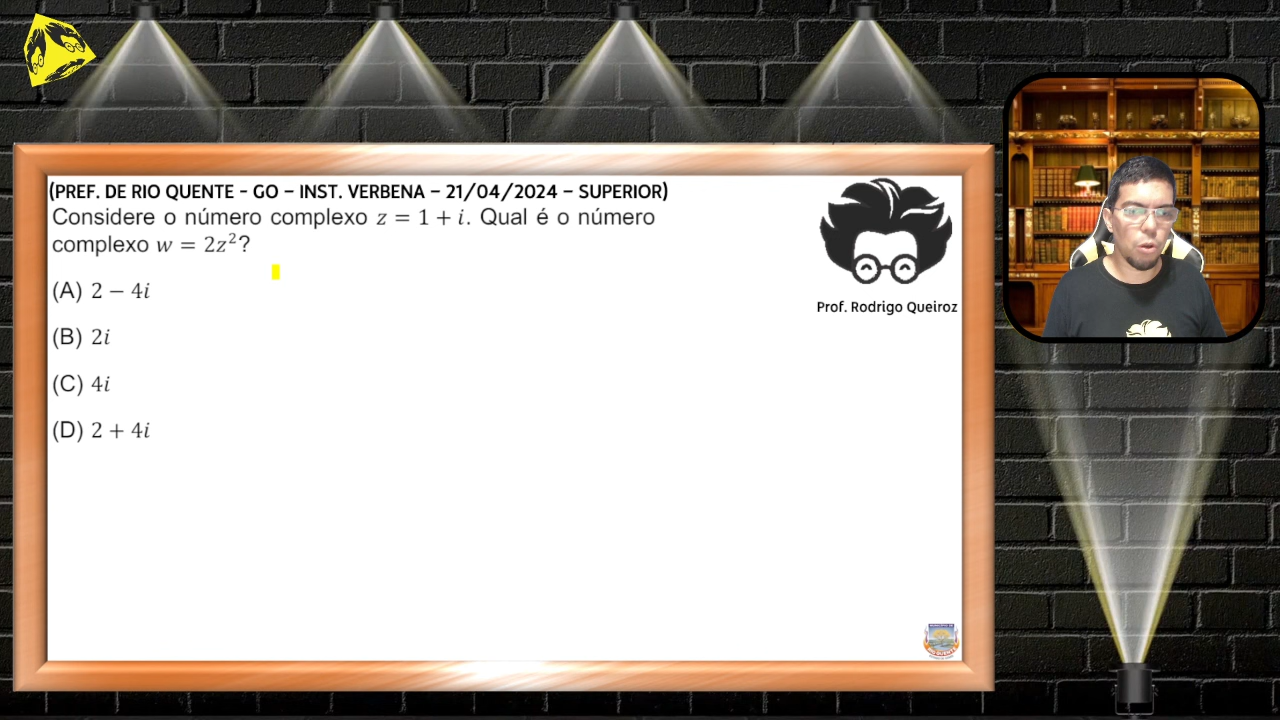 (PREF. DE RIO QUENTE - GO – INST. VERBENA – 21/04/2024 – SUPERIOR)
Considere o número complexo z = 1 + i. Qual é o número
complexo w = 2z²?
(A) 2 − 4i
(B) 2i
(C) 4i
(D) 2 + 4i
Prof. Rodrigo Queiroz